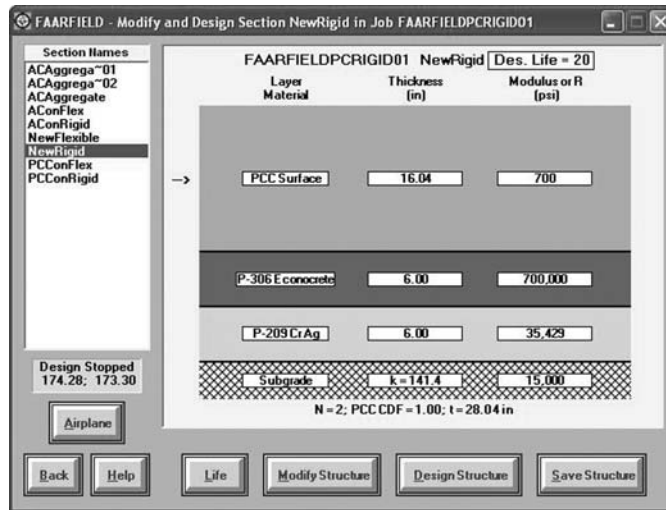 FAARFIELD - Modify and Design Section NewRigid in Job FAARFIELDPCRIGID01
Section Names
ACAggrega~01
ACAggrega~02
ACAggregate
AConFlex
AConRigid
NewFlexible
NewRigid
PCConFlex
PCConRigid
Design Stopped
174.28; 173.30
Airplane
Back
Help
FAARFIELDPCRIGID01 NewRigid Des. Life = 20
Layer Material Thickness (in) Modulus or R (psi)
--> PCC Surface 16.04 700
P-306 Econocrete 6.00 700,000
P-209 CrAg 6.00 35,429
Subgrade k = 141.4 15,000
N = 2; PCC CDF = 1.00; t = 28.04 in
Life
Modify Structure
Design Structure
Save Structure